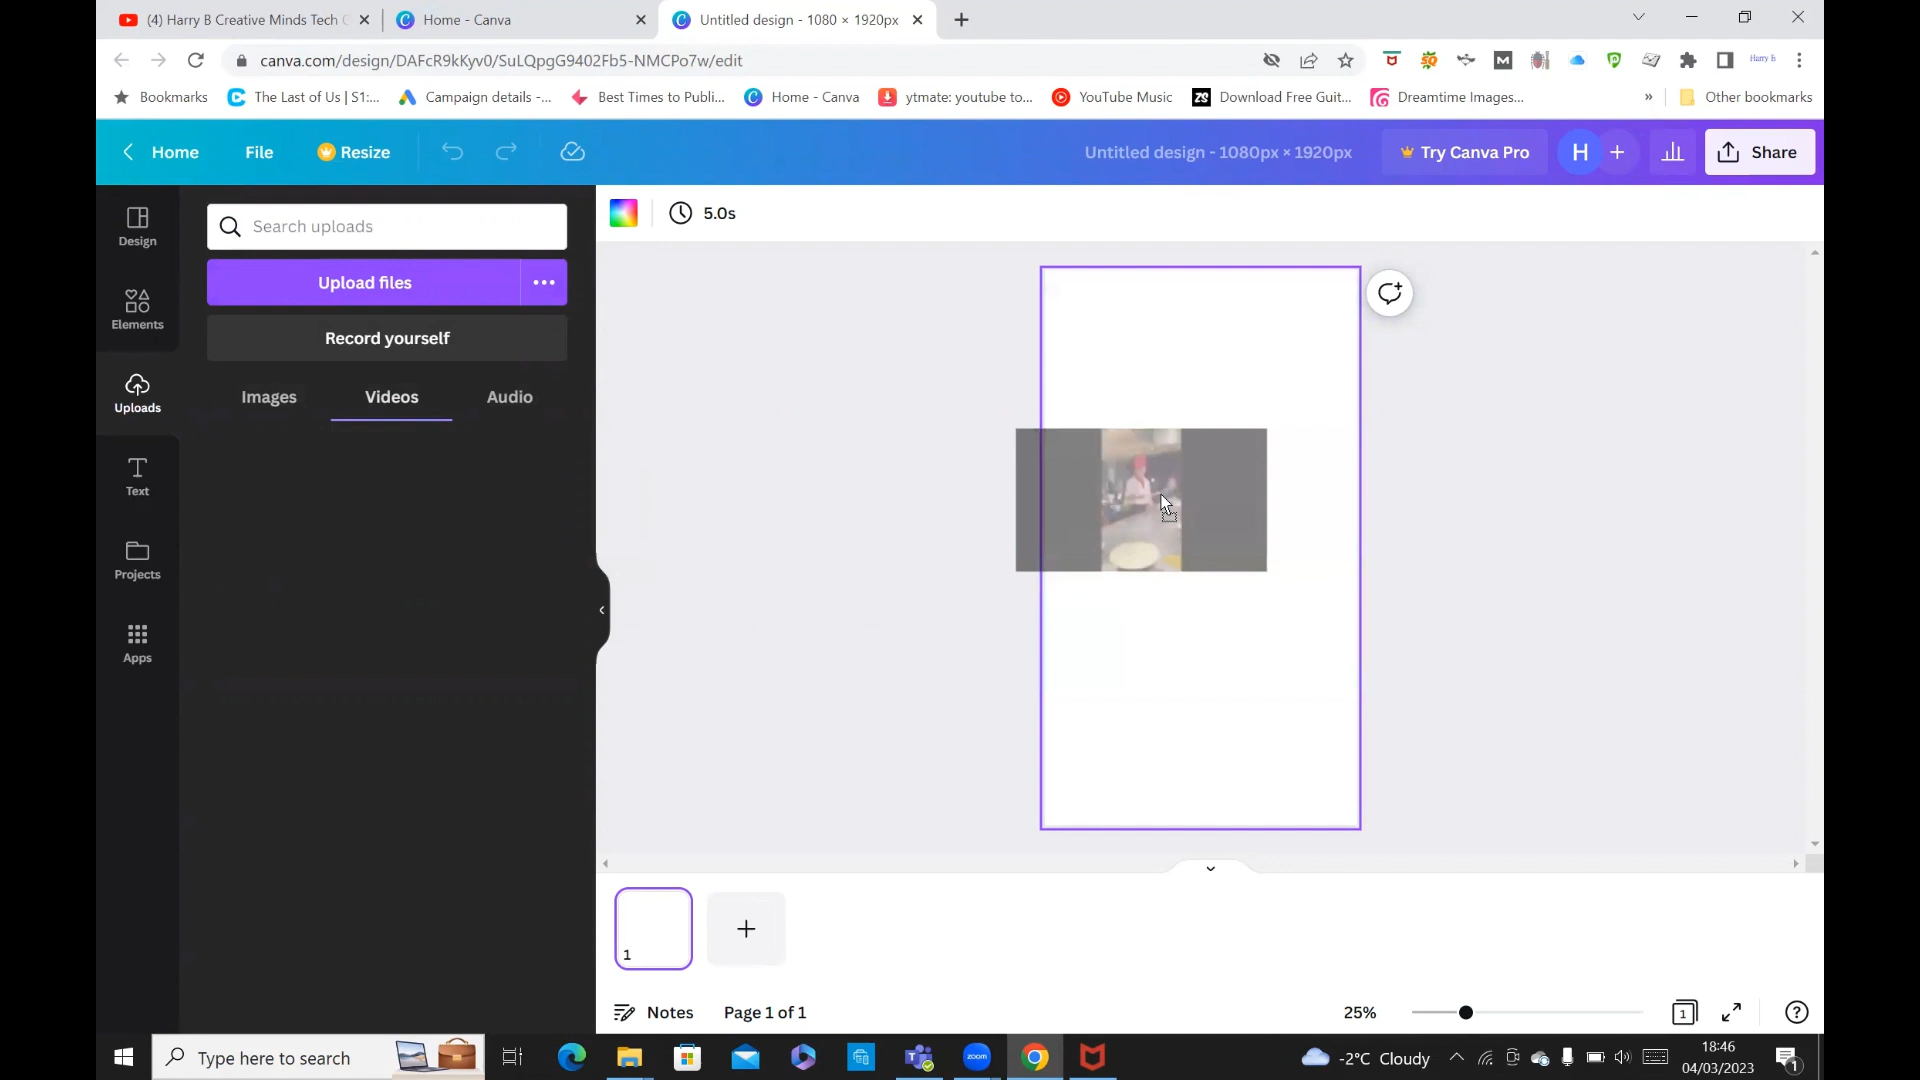 (4) Harry B Creative Minds Tech C
Home - Canva
Untitled design - 1080 × 1920px
canva.com/design/DAFcR9kKyv0/SuLQpgG9402Fb5-NMCPo7w/edit
Harry B
Bookmarks
The Last of Us | S1:...
Campaign details -...
Best Times to Publi...
Home - Canva
ytmate: youtube to...
YouTube Music
Download Free Guit...
Dreamtime Images...
»
Other bookmarks
Home
File
Resize
Untitled design - 1080px × 1920px
Try Canva Pro
H
+
Share
Design
Elements
Uploads
Text
Projects
Apps
Search uploads
Upload files
Record yourself
Images
Videos
Audio
5.0s
1
+
Notes
Page 1 of 1
25%
1
?
Type here to search
zoom
-2°C Cloudy
18:46
04/03/2023
1